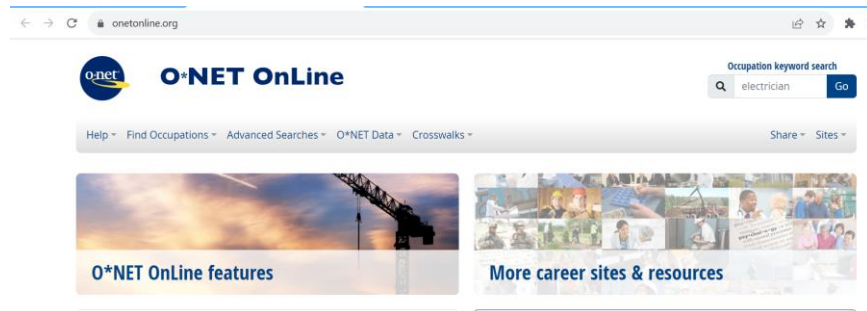 onetonline.org
o·net
O*NET OnLine
Occupation keyword search
electrician
Go
Help
Find Occupations
Advanced Searches
O*NET Data
Crosswalks
Share
Sites
O*NET OnLine features
More career sites & resources